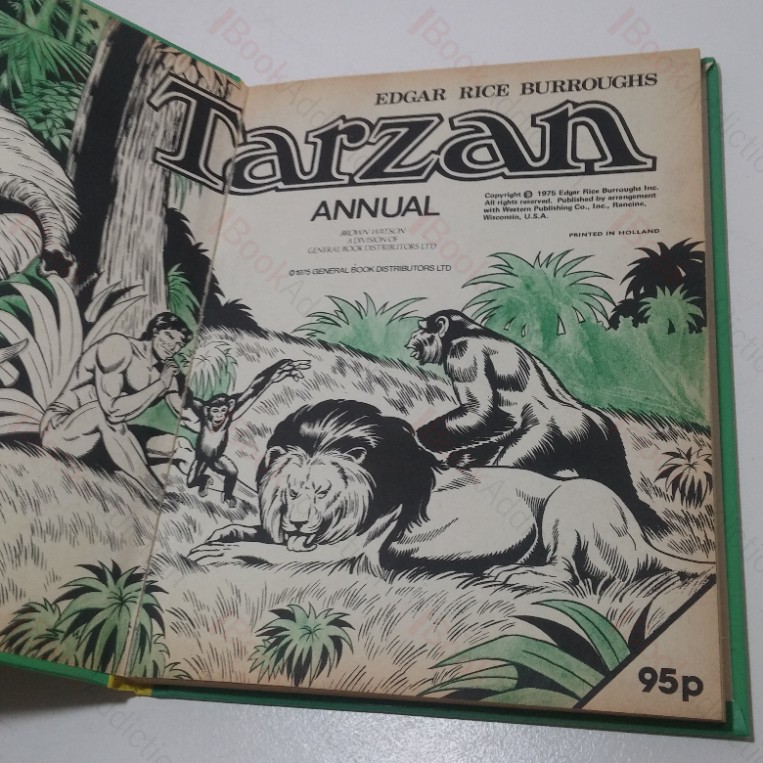 EDGAR RICE BURROUGHS
Tarzan
ANNUAL
Copyright © 1975 Edgar Rice Burroughs Inc.
All rights reserved. Published by arrangement
with Western Publishing Co., Inc., Rancine,
Wisconsin, U.S.A.
PRINTED IN HOLLAND
BROWN WATSON
A DIVISION OF
GENERAL BOOK DISTRIBUTORS LTD
©1975 GENERAL BOOK DISTRIBUTORS LTD
95p
BookAddiction